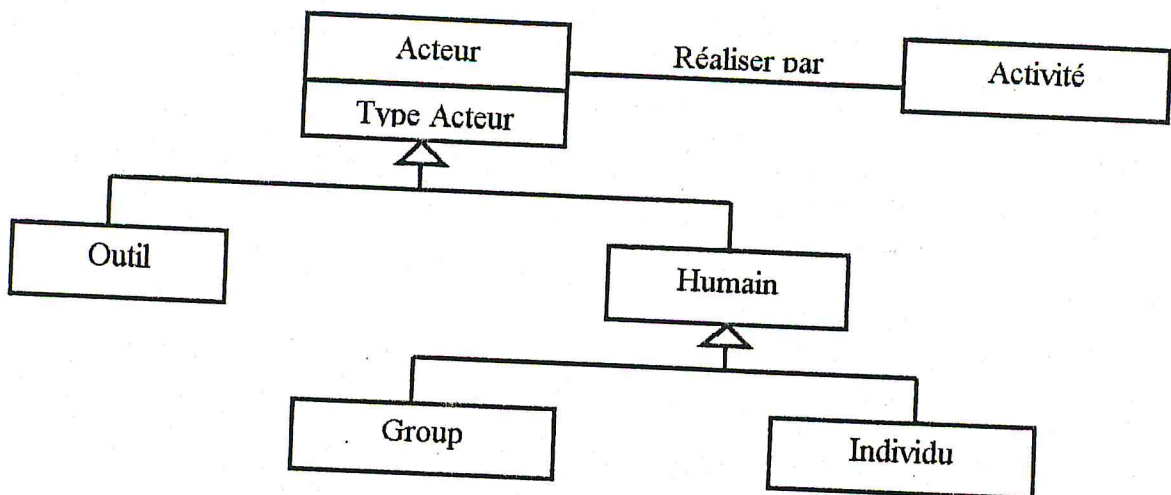 Acteur
Réaliser par
Activité
Type Acteur
Outil
Humain
Group
Individu